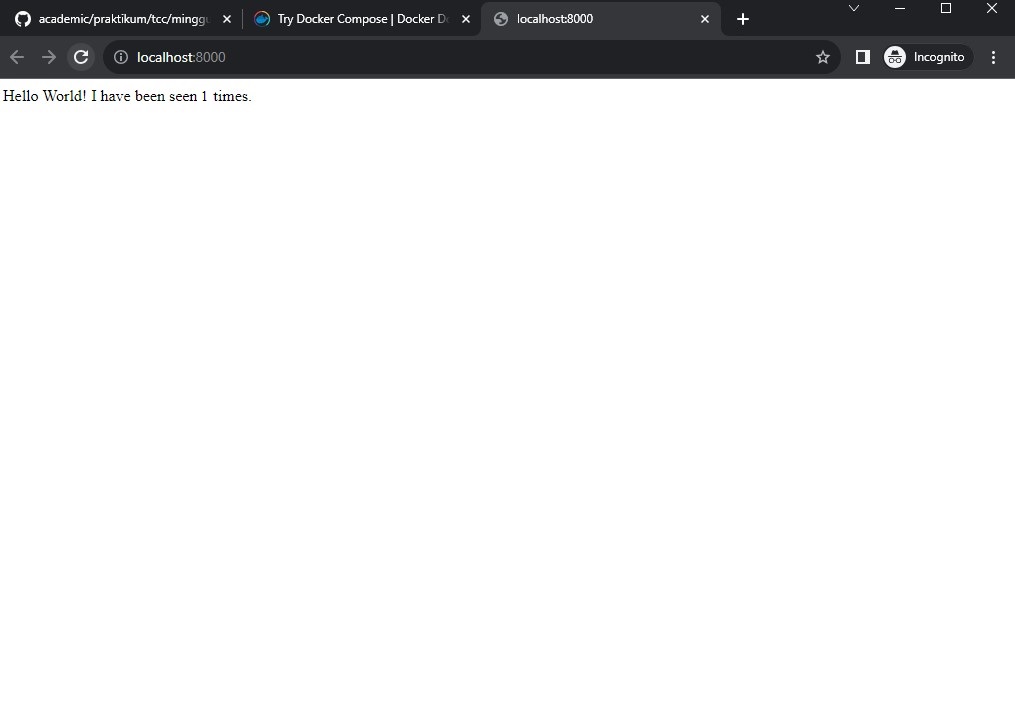 academic/praktikum/tcc/minggu
Try Docker Compose | Docker Do
localhost:8000
localhost:8000
Incognito
Hello World! I have been seen 1 times.